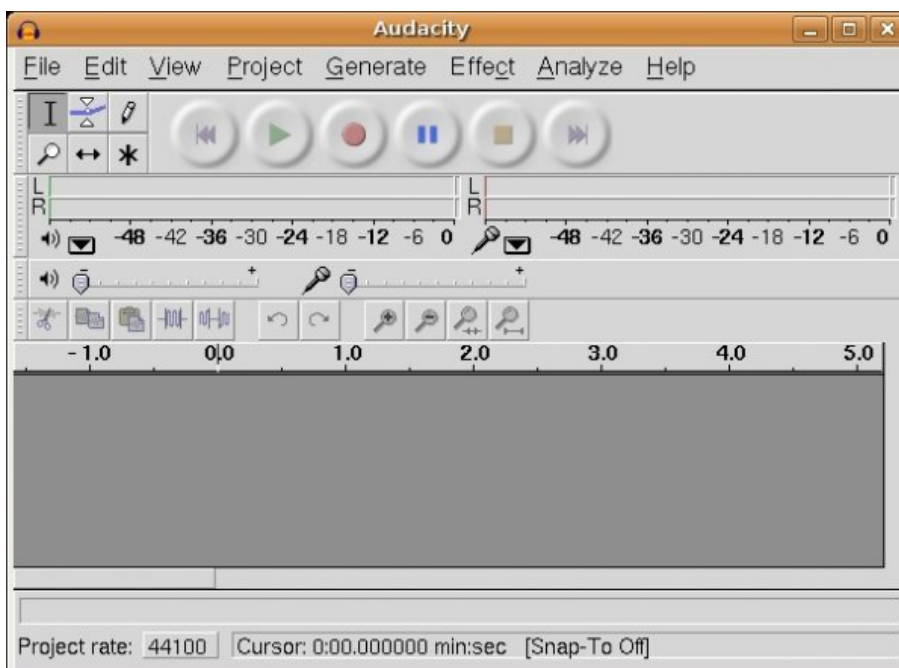 Audacity
File Edit View Project Generate Effect Analyze Help
L L
R R
-48 -42 -36 -30 -24 -18 -12 -6 0 -48 -42 -36 -30 -24 -18 -12 -6 0
- + - +
- 1.0 0.0 1.0 2.0 3.0 4.0 5.0
Project rate: 44100 Cursor: 0:00.000000 min:sec [Snap-To Off]